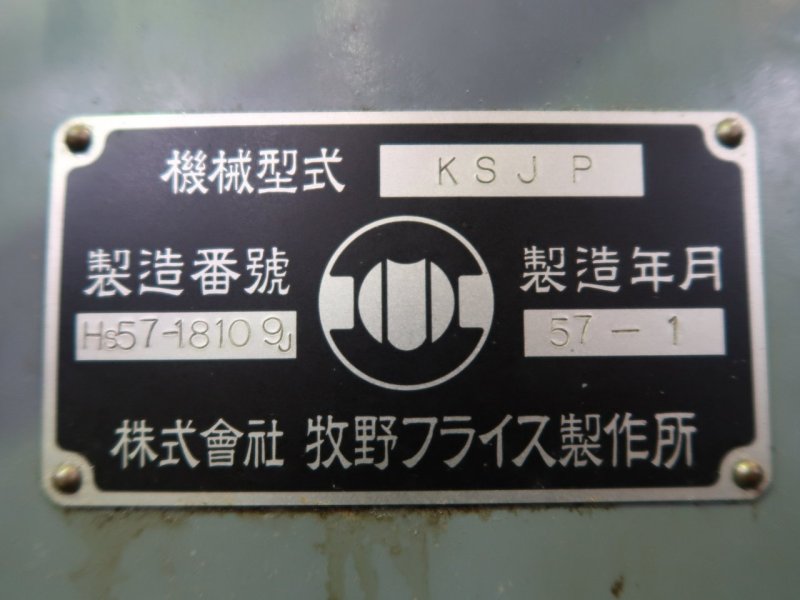 機械型式 KSJP
製造番號 製造年月
Hs57-18109J 57-1
株式會社 牧野フライス製作所